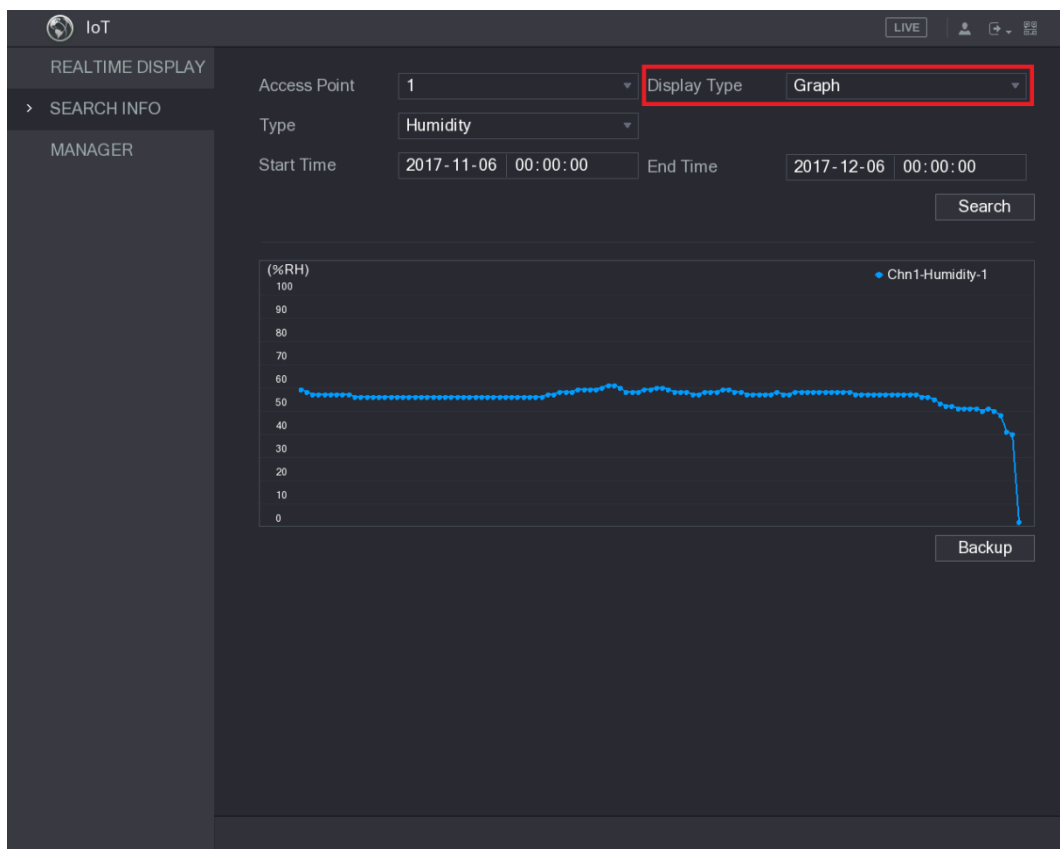 IoT
LIVE
REALTIME DISPLAY
SEARCH INFO
MANAGER
Access Point 1 Display Type Graph
Type Humidity
Start Time 2017-11-06 00:00:00 End Time 2017-12-06 00:00:00
Search
(%RH) Chn1-Humidity-1
100
90
80
70
60
50
40
30
20
10
0
Backup